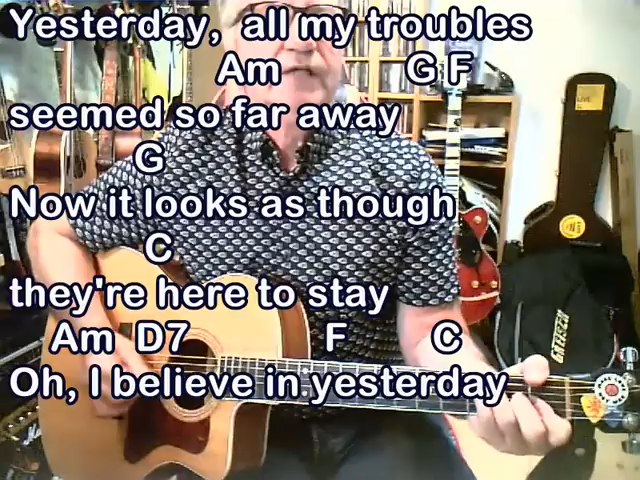 Yesterday, all my troubles
Am G F
seemed so far away
G
Now it looks as though
C
they're here to stay
Am D7 F C
Oh, I believe in yesterday
LIVE